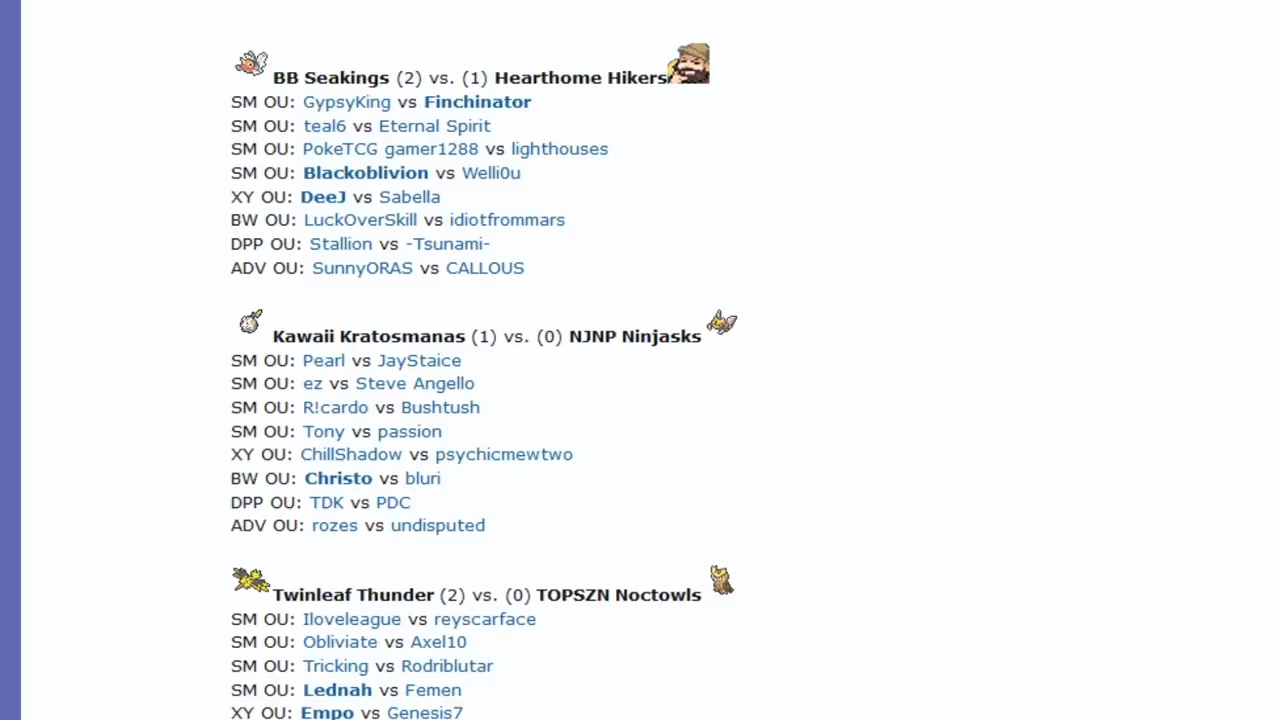 BB Seakings (2) vs. (1) Hearthome Hikers
SM OU: GypsyKing vs Finchinator
SM OU: teal6 vs Eternal Spirit
SM OU: PokeTCG gamer1288 vs lighthouses
SM OU: Blackoblivion vs Welli0u
XY OU: DeeJ vs Sabella
BW OU: LuckOverSkill vs idiotfrommars
DPP OU: Stallion vs -Tsunami-
ADV OU: SunnyORAS vs CALLOUS
Kawaii Kratosmanas (1) vs. (0) NJNP Ninjasks
SM OU: Pearl vs JayStaice
SM OU: ez vs Steve Angello
SM OU: R!cardo vs Bushtush
SM OU: Tony vs passion
XY OU: ChillShadow vs psychicmewtwo
BW OU: Christo vs bluri
DPP OU: TDK vs PDC
ADV OU: rozes vs undisputed
Twinleaf Thunder (2) vs. (0) TOPSZN Noctowls
SM OU: Iloveleague vs reyscarface
SM OU: Obliviate vs Axel10
SM OU: Tricking vs Rodriblutar
SM OU: Lednah vs Femen
XY OU: Empo vs Genesis7